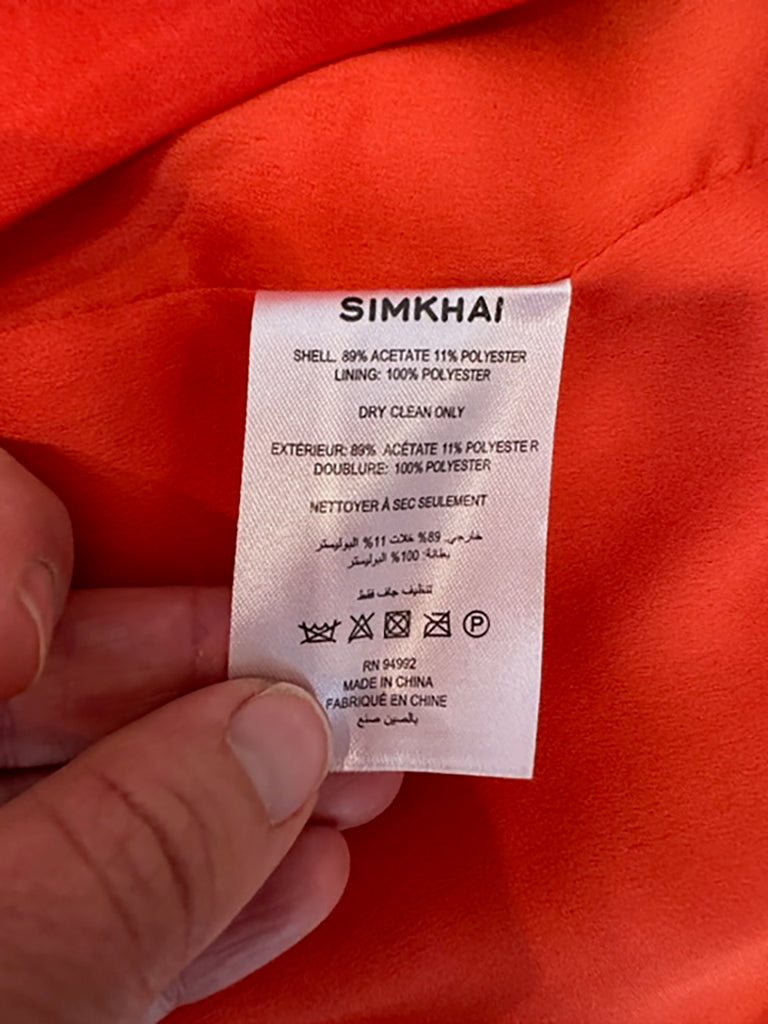 SIMKHAI
SHELL. 89% ACETATE 11% POLYESTER
LINING: 100% POLYESTER
DRY CLEAN ONLY
EXTÉRIEUR: 89% ACÉTATE 11% POLYESTER
DOUBLURE: 100% POLYESTER
NETTOYER À SEC SEULEMENT
خارجي. 89% خلات 11% البوليستر
بطانة: 100% البوليستر
تنظيف جاف فقط
P
RN 94992
MADE IN CHINA
FABRIQUÉ EN CHINE
بالصين صنع